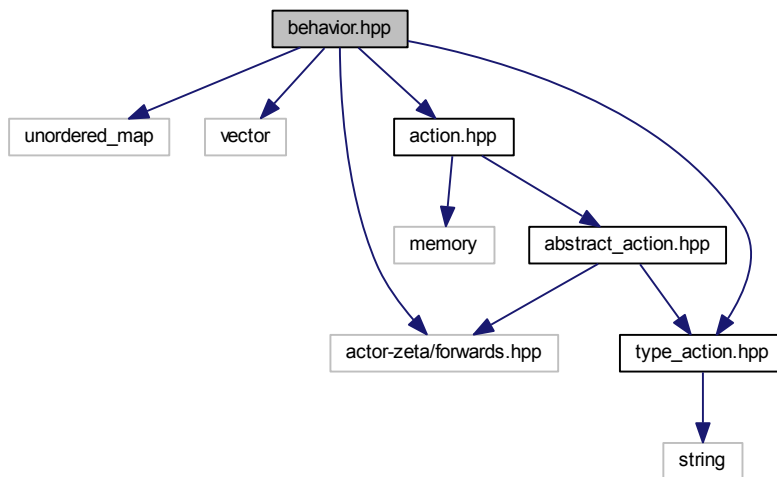 behavior.hpp
unordered_map
vector
action.hpp
memory
abstract_action.hpp
actor-zeta/forwards.hpp
type_action.hpp
string